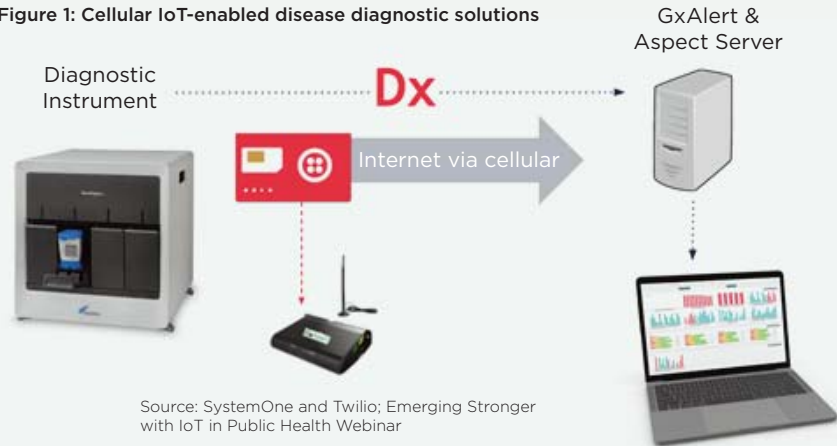 Figure 1: Cellular IoT-enabled disease diagnostic solutions
GxAlert &
Aspect Server
Diagnostic
Instrument
Dx
Internet via cellular
Source: SystemOne and Twilio; Emerging Stronger
with IoT in Public Health Webinar